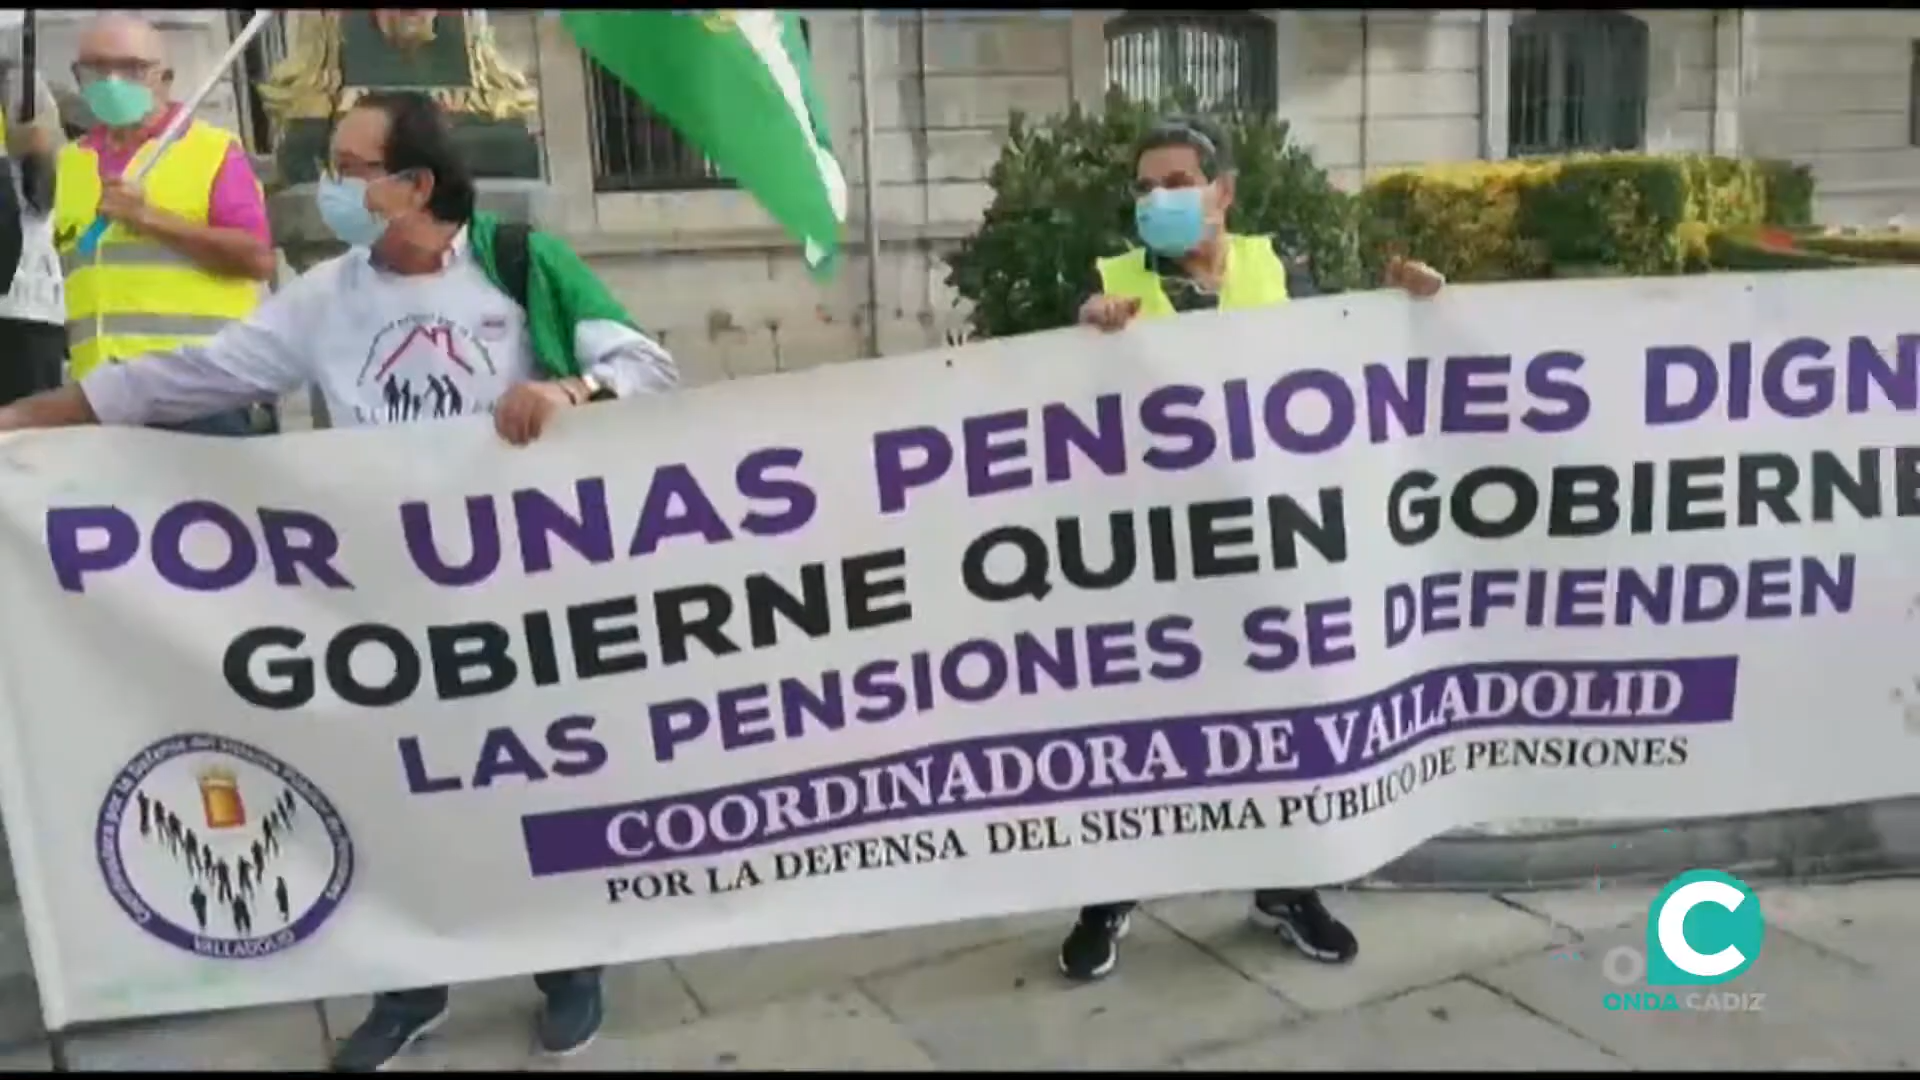 POR UNAS PENSIONES DIGN
GOBIERNE QUIEN GOBIERNE
LAS PENSIONES SE DEFIENDEN
COORDINADORA DE VALLADOLID
POR LA DEFENSA DEL SISTEMA PÚBLICO DE PENSIONES
VALLADOLID
C
ONDA CADIZ